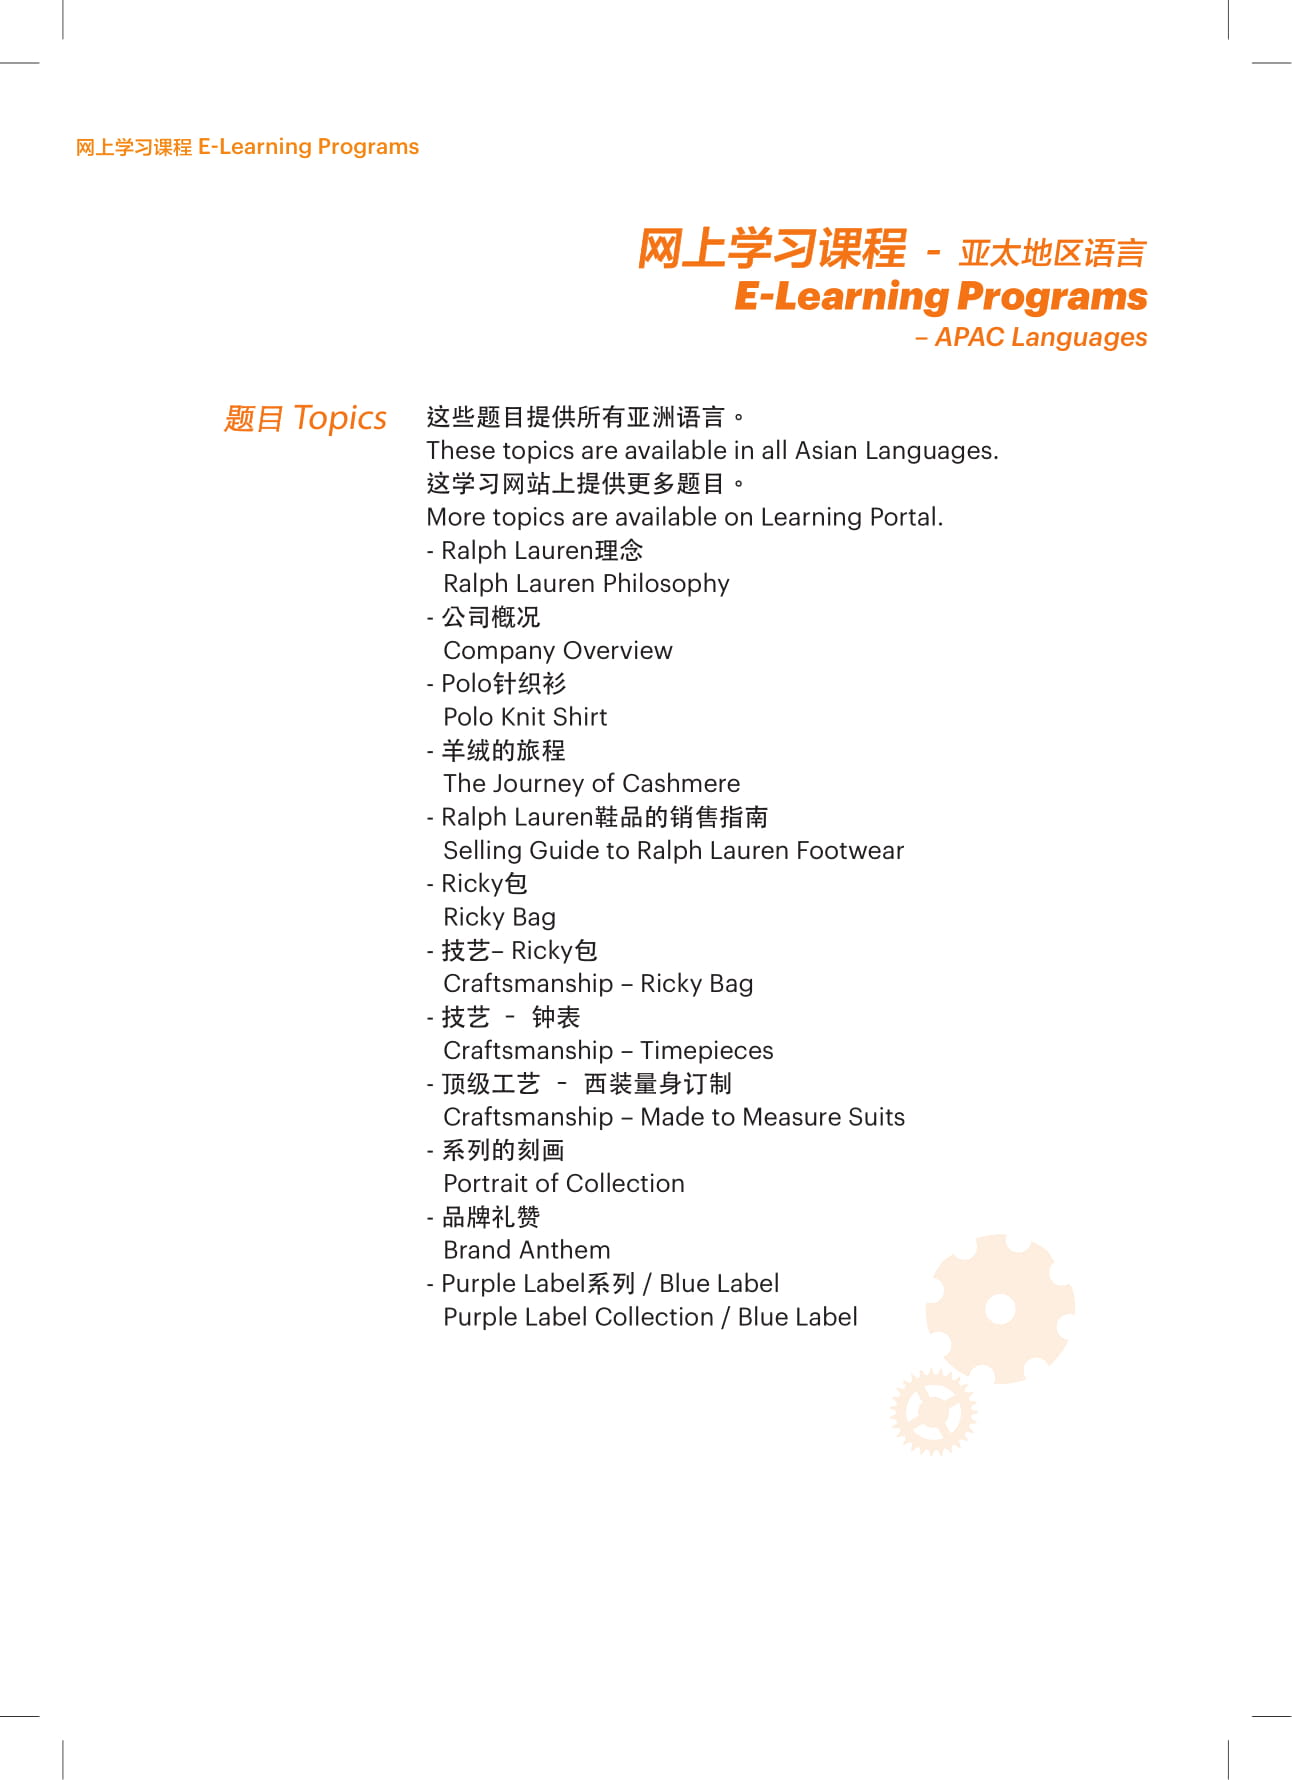 网上学习课程 E-Learning Programs
网上学习课程 - 亚太地区语言
E-Learning Programs
– APAC Languages
题目 Topics
这些题目提供所有亚洲语言。
These topics are available in all Asian Languages.
这学习网站上提供更多题目。
More topics are available on Learning Portal.
- Ralph Lauren理念
Ralph Lauren Philosophy
- 公司概况
Company Overview
- Polo针织衫
Polo Knit Shirt
- 羊绒的旅程
The Journey of Cashmere
- Ralph Lauren鞋品的销售指南
Selling Guide to Ralph Lauren Footwear
- Ricky包
Ricky Bag
- 技艺– Ricky包
Craftsmanship – Ricky Bag
- 技艺 - 钟表
Craftsmanship – Timepieces
- 顶级工艺 - 西装量身订制
Craftsmanship – Made to Measure Suits
- 系列的刻画
Portrait of Collection
- 品牌礼赞
Brand Anthem
- Purple Label系列 / Blue Label
Purple Label Collection / Blue Label